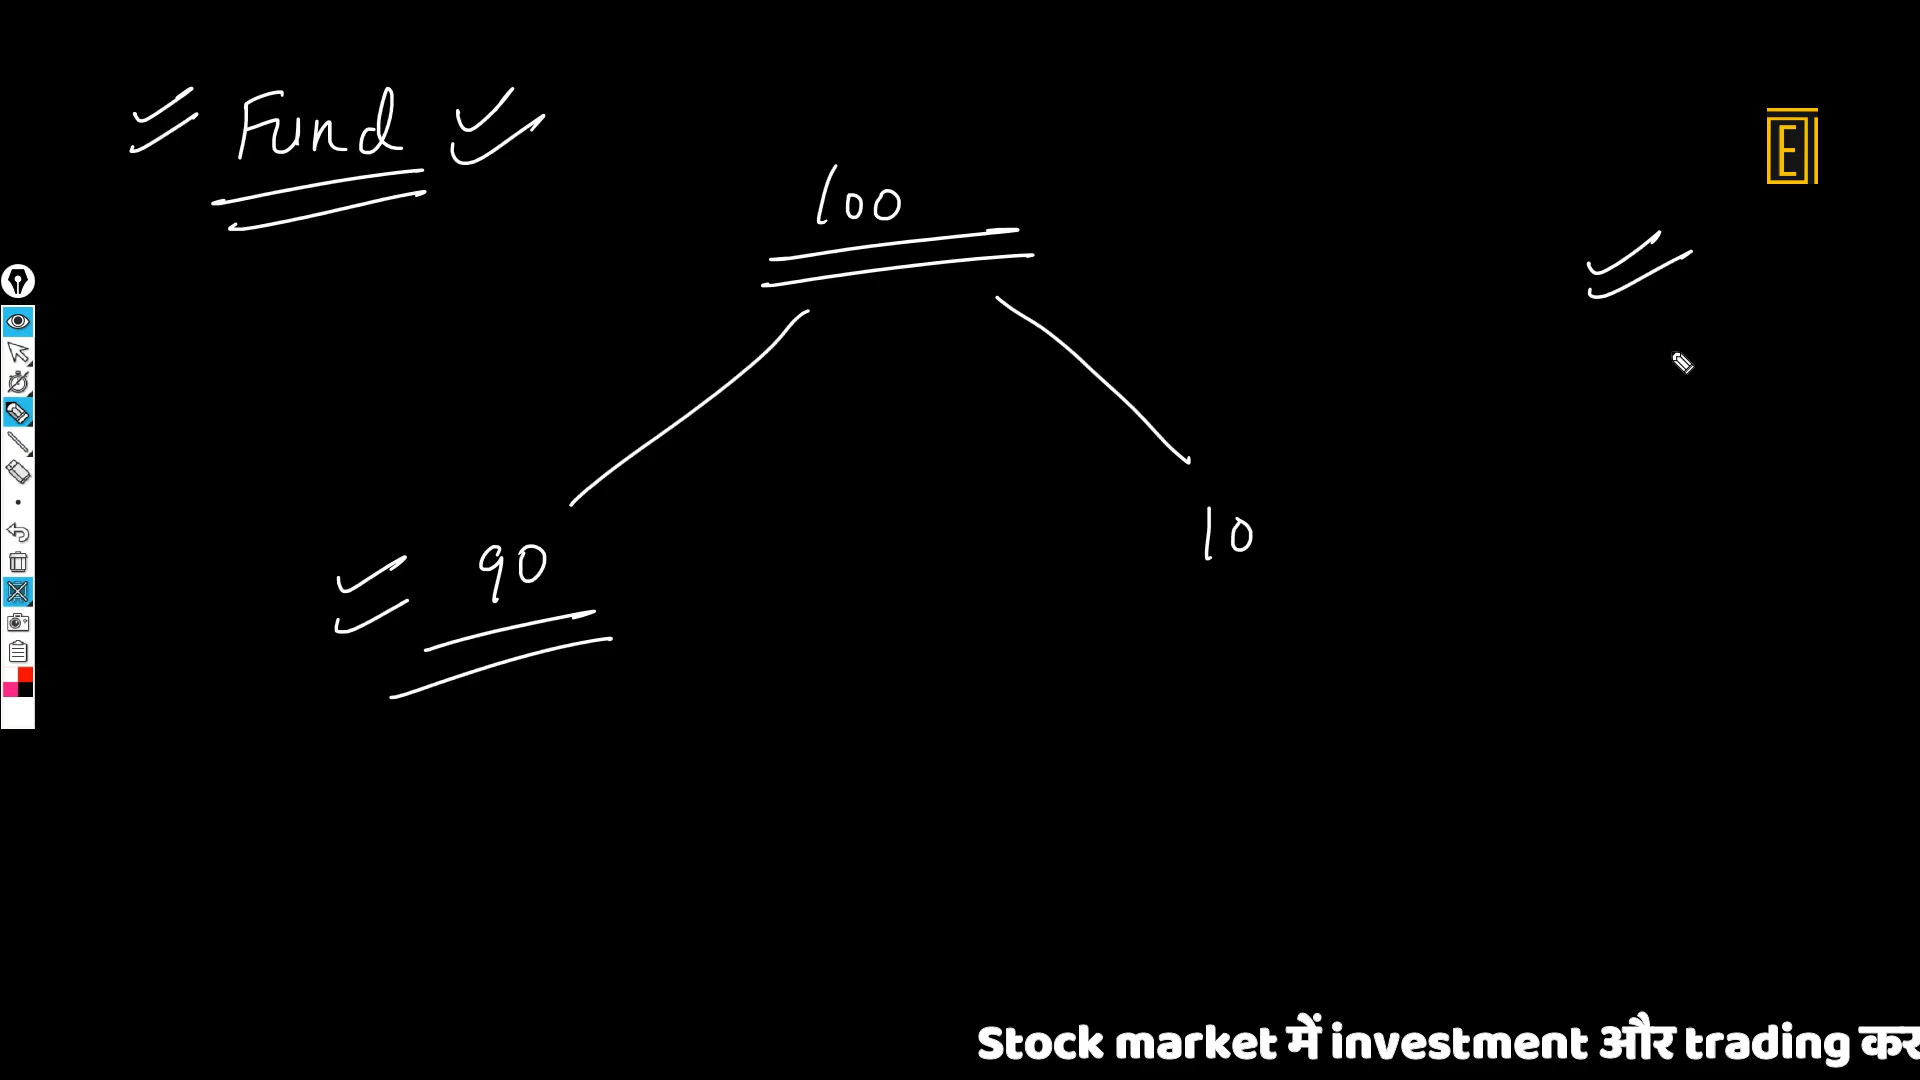 Fund
E
100
90
10
Stock market में investment और trading कर